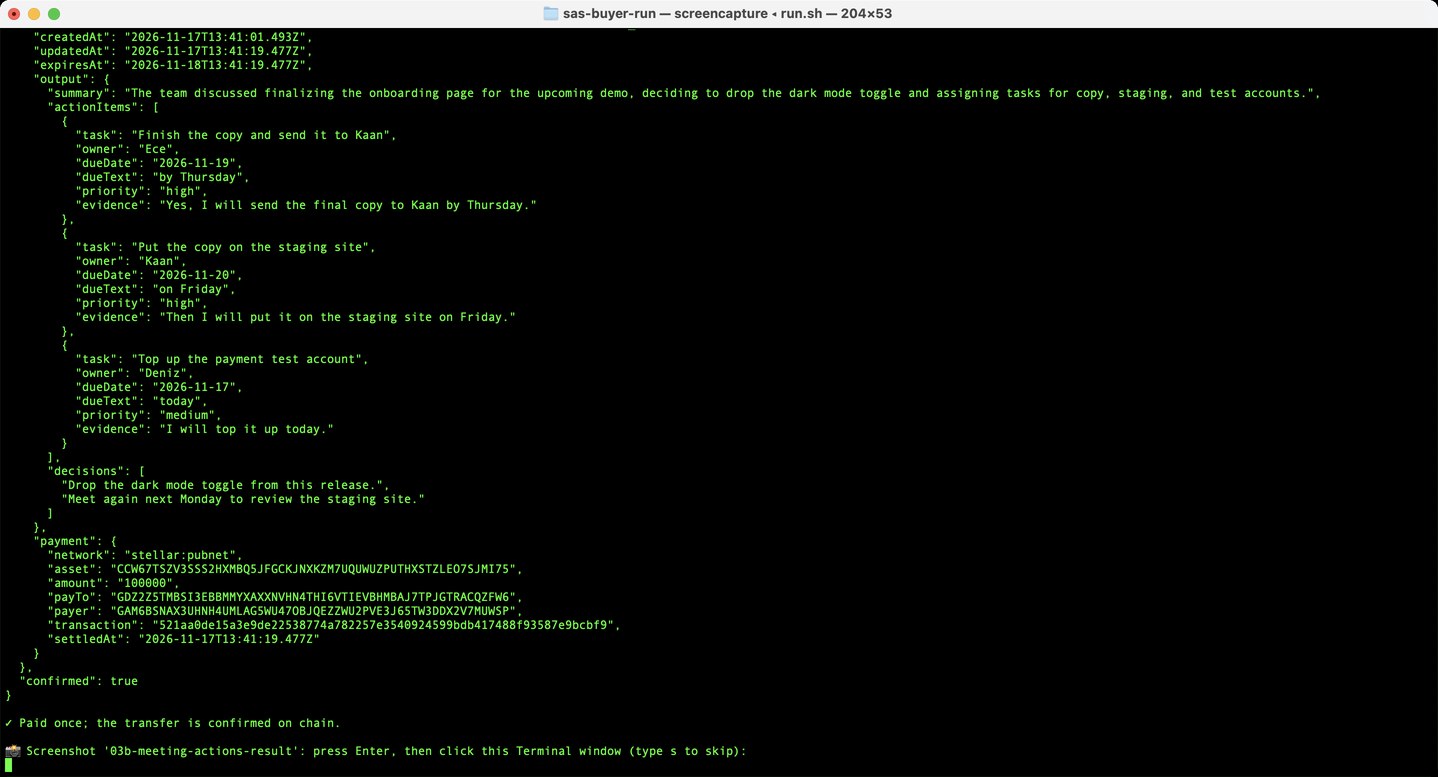 sas-buyer-run — screencapture ◂ run.sh — 204×53
"createdAt": "2026-11-17T13:41:01.493Z",
"updatedAt": "2026-11-17T13:41:19.477Z",
"expiresAt": "2026-11-18T13:41:19.477Z",
"output": {
"summary": "The team discussed finalizing the onboarding page for the upcoming demo, deciding to drop the dark mode toggle and assigning tasks for copy, staging, and test accounts.",
"actionItems": [
{
"task": "Finish the copy and send it to Kaan",
"owner": "Ece",
"dueDate": "2026-11-19",
"dueText": "by Thursday",
"priority": "high",
"evidence": "Yes, I will send the final copy to Kaan by Thursday."
},
{
"task": "Put the copy on the staging site",
"owner": "Kaan",
"dueDate": "2026-11-20",
"dueText": "on Friday",
"priority": "high",
"evidence": "Then I will put it on the staging site on Friday."
},
{
"task": "Top up the payment test account",
"owner": "Deniz",
"dueDate": "2026-11-17",
"dueText": "today",
"priority": "medium",
"evidence": "I will top it up today."
}
],
"decisions": [
"Drop the dark mode toggle from this release.",
"Meet again next Monday to review the staging site."
]
},
"payment": {
"network": "stellar:pubnet",
"asset": "CCW67TSZV3SSS2HXMBQ5JFGCKJNXKZM7UQUWUZPUTHXSTZLEO7SJMI75",
"amount": "100000",
"payTo": "GDZ2Z5TMBSI3EBBMMYXAXXNVHN4THI6VTIEVBHMBAJ7TPJGTRACQZFW6",
"payer": "GAM6BSNAX3UHNH4UMLAG5WU47OBJQEZZWU2PVE3J65TW3DDX2V7MUWSP",
"transaction": "521aa0de15a3e9de22538774a782257e3540924599bdb417488f93587e9bcbf9",
"settledAt": "2026-11-17T13:41:19.477Z"
}
},
"confirmed": true
}
✓ Paid once; the transfer is confirmed on chain.
📸 Screenshot '03b-meeting-actions-result': press Enter, then click this Terminal window (type s to skip):